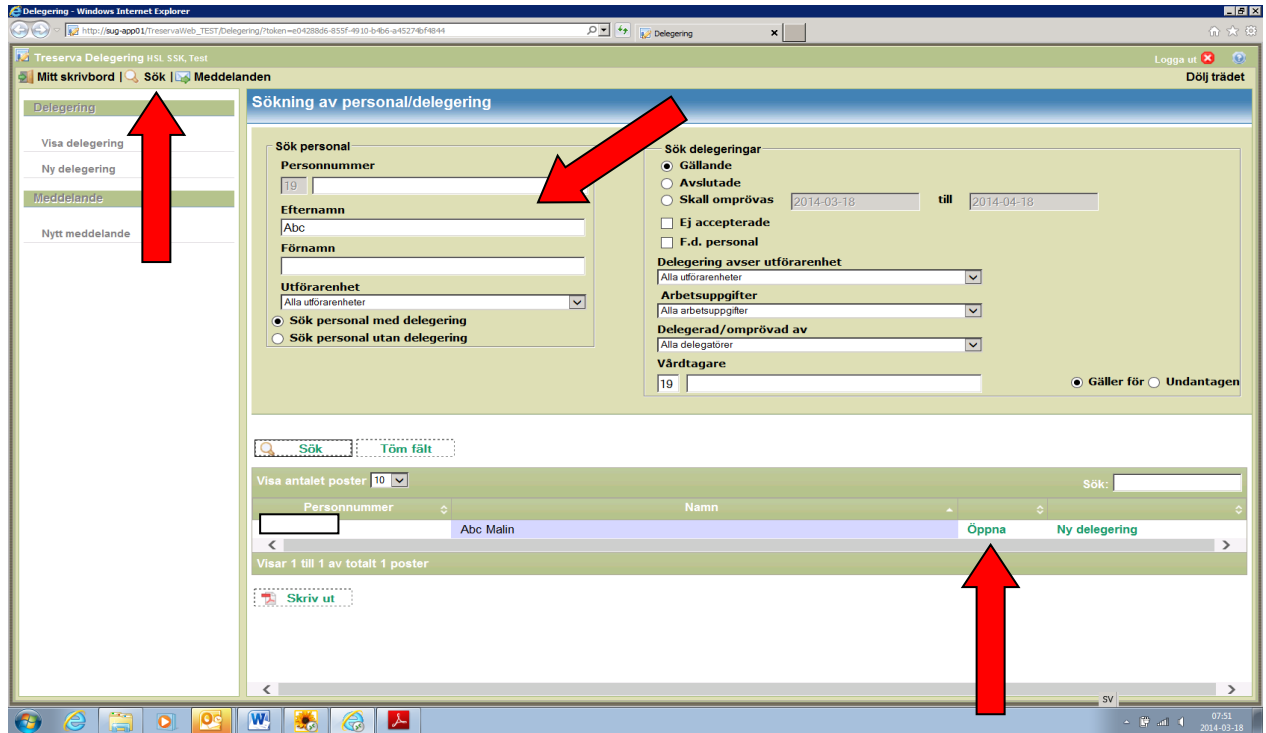 Delegering - Windows Internet Explorer
http://sug-app01/TreservaWeb_TEST/Delegering/?token=e04288d6-855f-4910-b4b6-a45274bf4844
Delegering
Treserva Delegering HSL SSK, Test
Logga ut
Mitt skrivbord | Sök | Meddelanden
Dölj trädet
Delegering
Visa delegering
Ny delegering
Meddelande
Nytt meddelande
Sökning av personal/delegering
Sök personal
Personnummer
19
Efternamn
Abc
Förnamn
Utförarenhet
Alla utförarenheter
Sök personal med delegering
Sök personal utan delegering
Sök delegeringar
Gällande
Avslutade
Skall omprövas 2014-03-18 till 2014-04-18
Ej accepterade
F.d. personal
Delegering avser utförarenhet
Alla utförarenheter
Arbetsuppgifter
Alla arbetsuppgifter
Delegerad/omprövad av
Alla delegatörer
Vårdtagare
19
Gäller för Undantagen
Sök Töm fält
Visa antalet poster 10
Sök:
Personnummer Namn
Abc Malin Öppna Ny delegering
Visar 1 till 1 av totalt 1 poster
Skriv ut
SV
07:51
2014-03-18